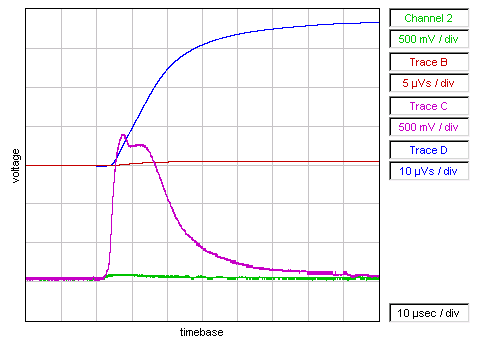 Channel 2
500 mV / div
Trace B
5 µVs / div
Trace C
500 mV / div
Trace D
10 µVs / div
voltage
10 µsec / div
timebase